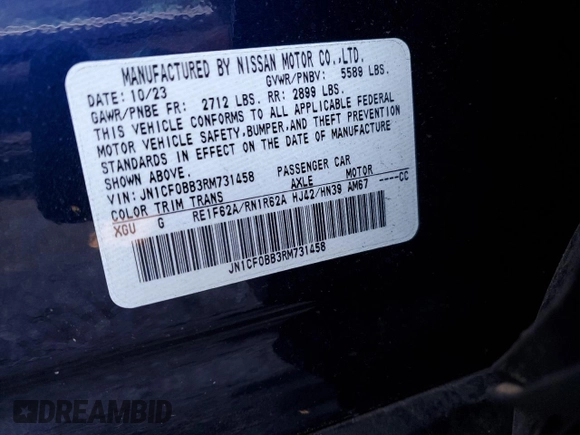 MANUFACTURED BY NISSAN MOTOR CO.,LTD.
DATE: 10/23 GVWR/PNBV: 5589 LBS.
GAWR/PNBE FR: 2712 LBS. RR: 2899 LBS.
THIS VEHICLE CONFORMS TO ALL APPLICABLE FEDERAL
MOTOR VEHICLE SAFETY,BUMPER,AND THEFT PREVENTION
STANDARDS IN EFFECT ON THE DATE OF MANUFACTURE
SHOWN ABOVE.
VIN: JN1CF0BB3RM731458 PASSENGER CAR
COLOR TRIM TRANS AXLE MOTOR
XGU G RE1F62A/RN1R62A HJ42/HN39 AM67 ----CC
JN1CF0BB3RM731458
DREAMBID